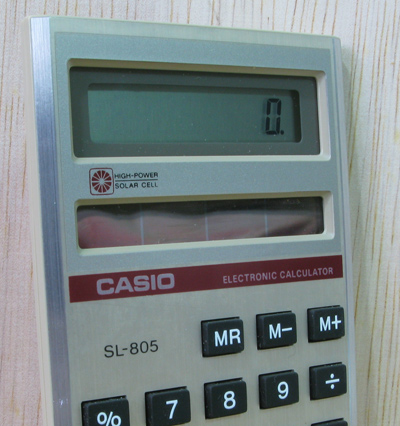 0.
HIGH-POWER
SOLAR CELL
CASIO ELECTRONIC CALCULATOR
SL-805 MR M− M+
% 7 8 9 ÷